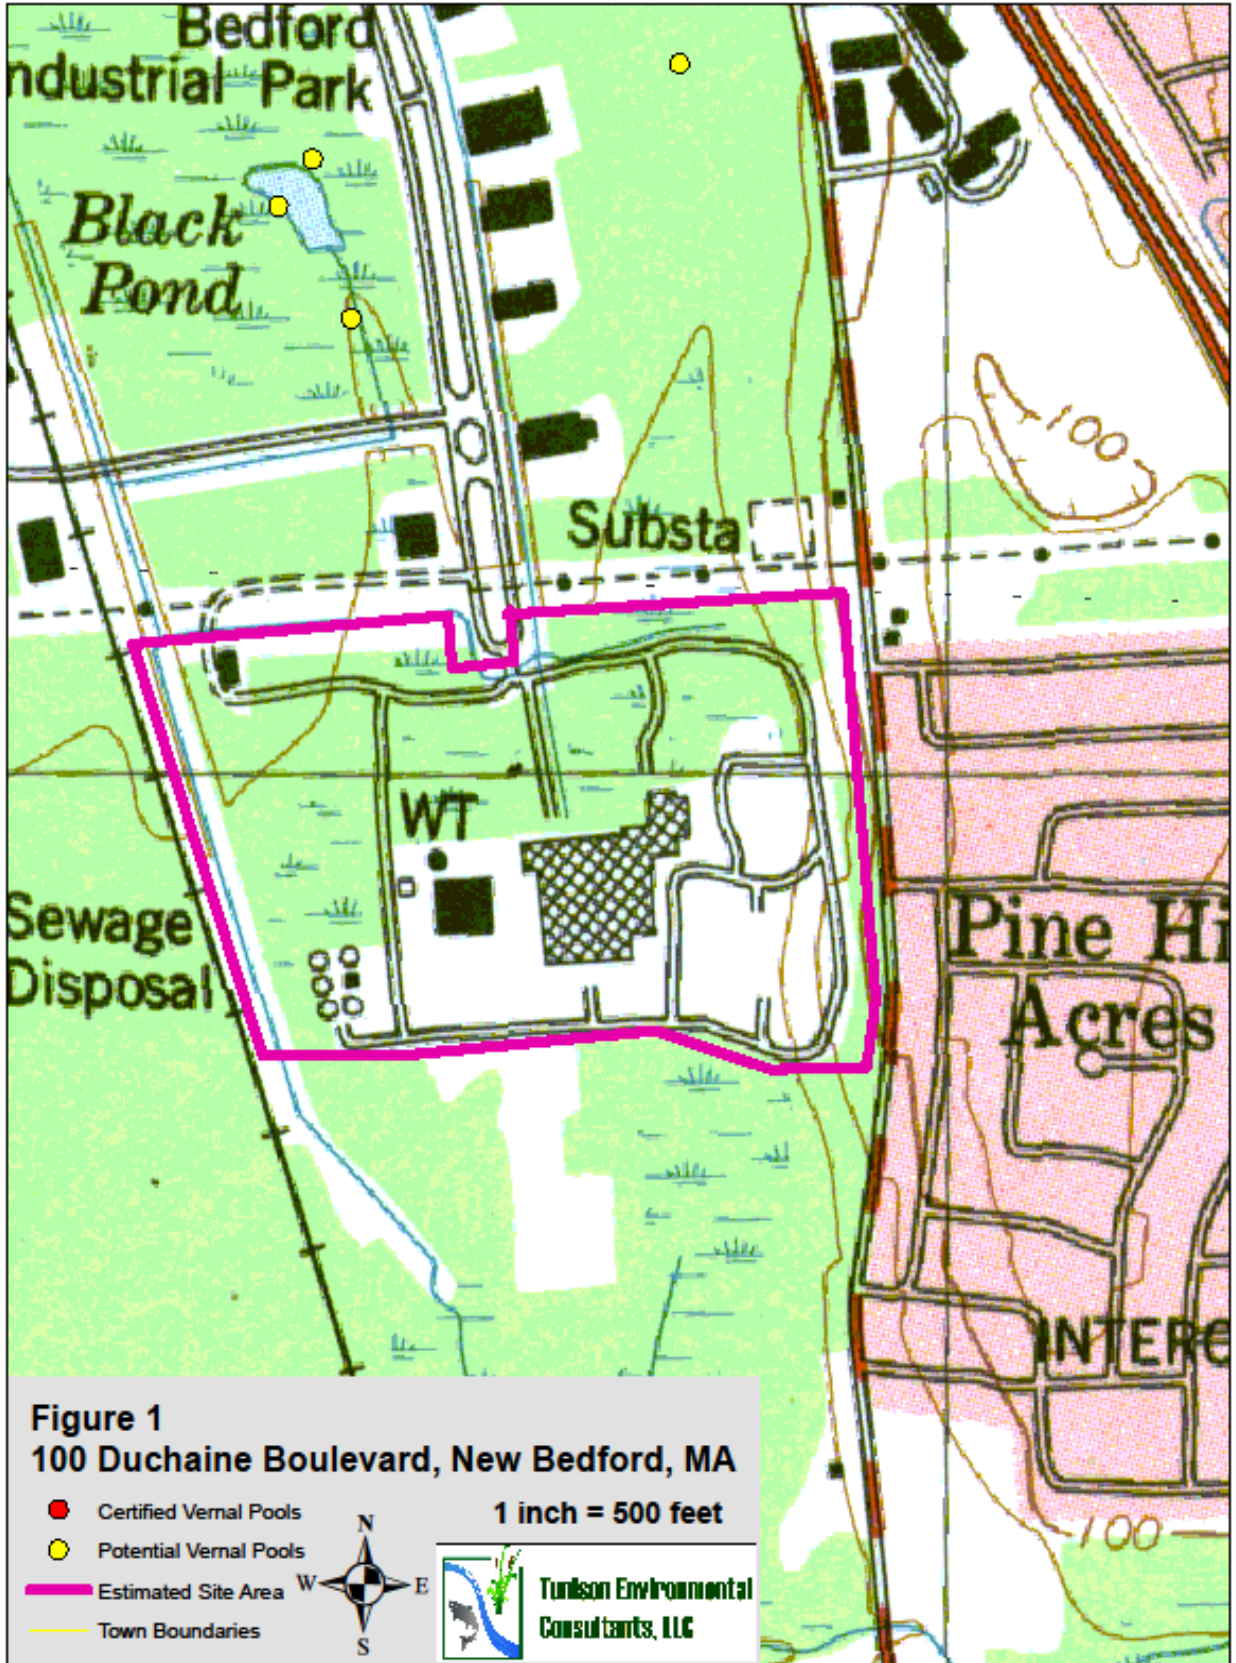 Bedford
ndustrial Park
Black
Pond
100
Substa
WT
Sewage
Disposal
Pine Hi
Acres
INTERC
Figure 1
100 Duchaine Boulevard, New Bedford, MA
Certified Vernal Pools
Potential Vernal Pools
Estimated Site Area
Town Boundaries
N
W
E
S
1 inch = 500 feet
Tunison Environmental
Consultants, LLC
100